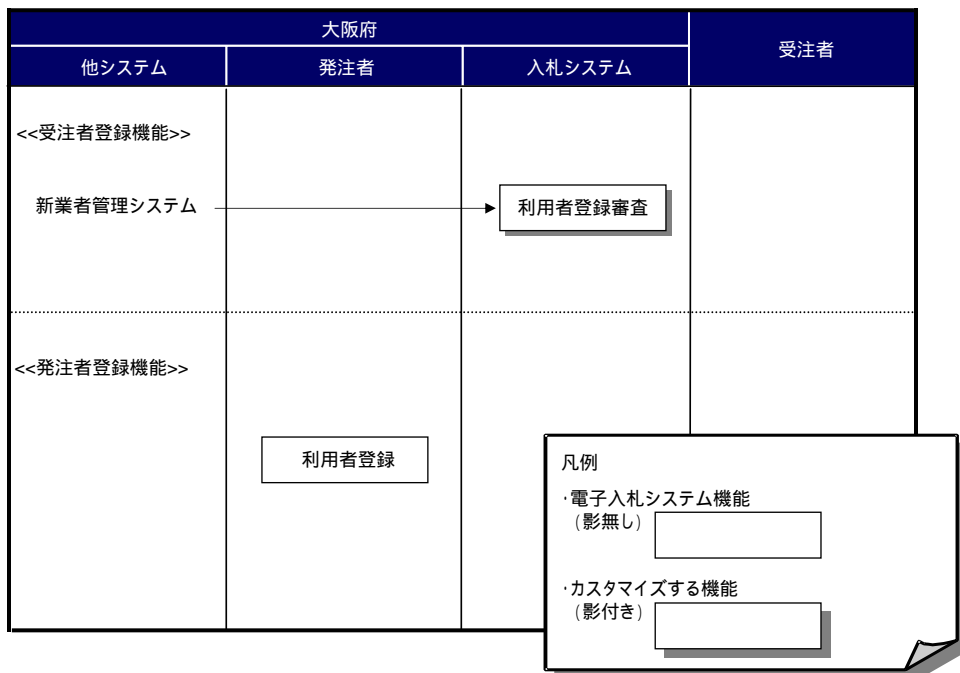 大阪府
受注者
他システム
発注者
入札システム
<<受注者登録機能>>
新業者管理システム
利用者登録審査
<<発注者登録機能>>
利用者登録
凡例
・電子入札システム機能
（影無し）
・カスタマイズする機能
（影付き）